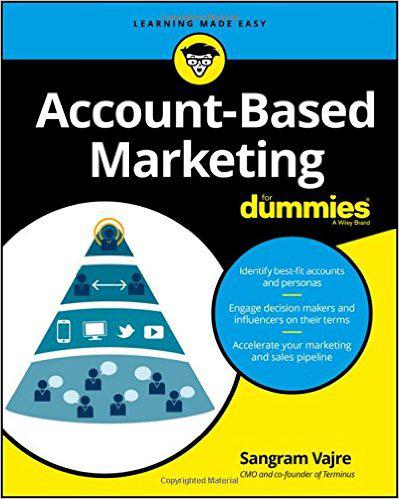 LEARNING MADE EASY
Account-Based
Marketing
for
dummies®
A Wiley Brand
Identify best-fit accounts
and personas
Engage decision makers and
influencers on their terms
Accelerate your marketing
and sales pipeline
Sangram Vajre
CMO and co-founder of Terminus
Copyrighted Material